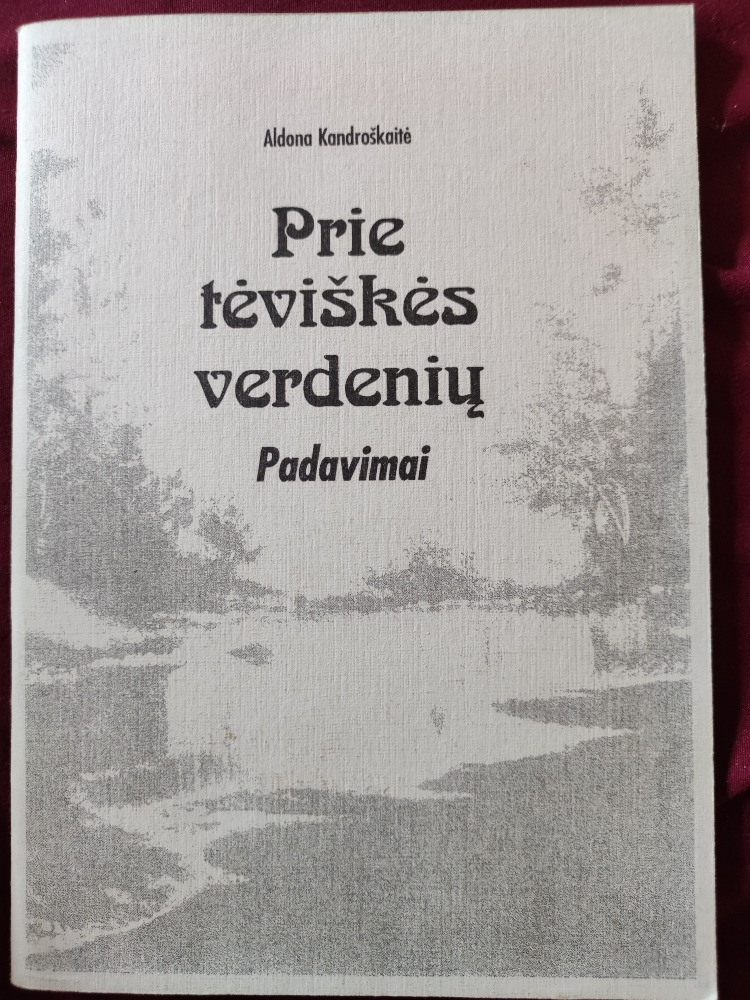 Aldona Kandroškaitė
Prie
tėviškės
verdenių
Padavimai